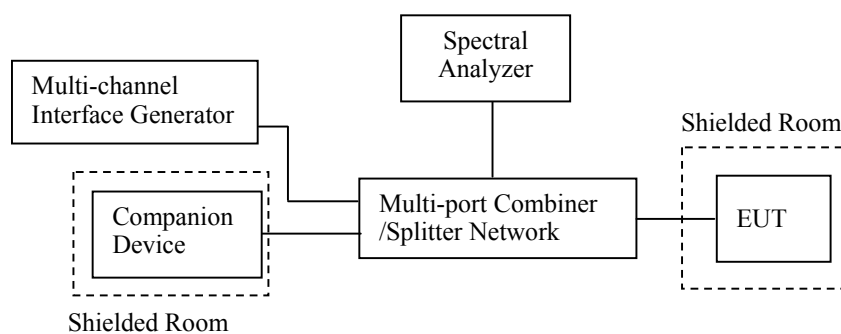 Spectral
Analyzer
Multi-channel
Interface Generator
Shielded Room
Companion
Device
Multi-port Combiner
/Splitter Network
EUT
Shielded Room